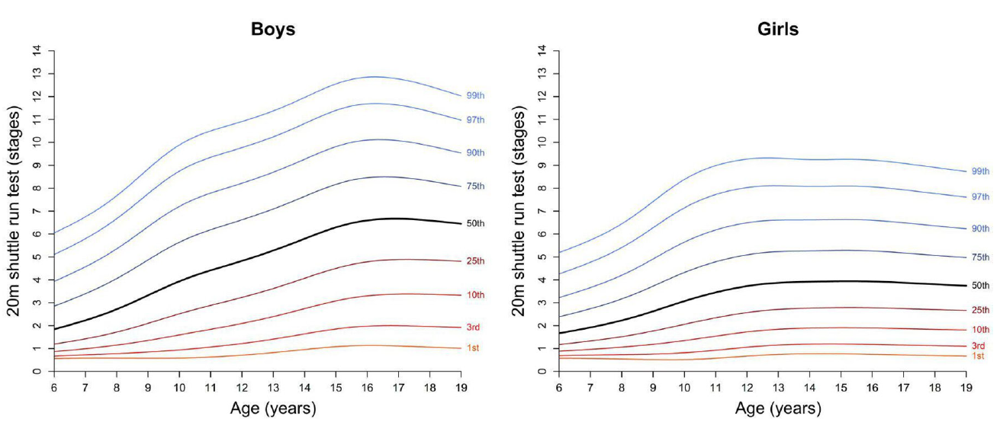 Boys
20m shuttle run test (stages)
14
13
12
11
10
9
8
7
6
5
4
3
2
1
0
99th
97th
90th
75th
50th
25th
10th
3rd
1st
6 7 8 9 10 11 12 13 14 15 16 17 18 19
Age (years)
Girls
20m shuttle run test (stages)
14
13
12
11
10
9
8
7
6
5
4
3
2
1
0
99th
97th
90th
75th
50th
25th
10th
3rd
1st
6 7 8 9 10 11 12 13 14 15 16 17 18 19
Age (years)